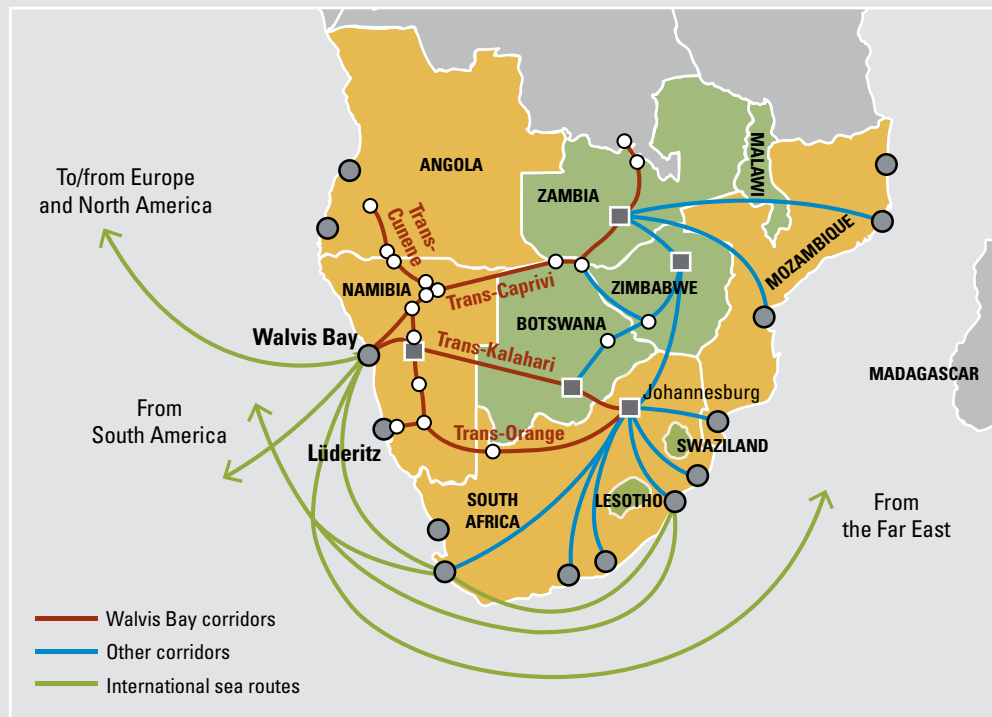 ANGOLA
To/from Europe
and North America
ZAMBIA
MALAWI
Trans-
Cunene
MOZAMBIQUE
NAMIBIA
Trans-Caprivi
ZIMBABWE
BOTSWANA
Walvis Bay
Trans-Kalahari
MADAGASCAR
Johannesburg
From
South America
Trans-Orange
SWAZILAND
Lüderitz
SOUTH
AFRICA
LESOTHO
From
the Far East
Walvis Bay corridors
Other corridors
International sea routes